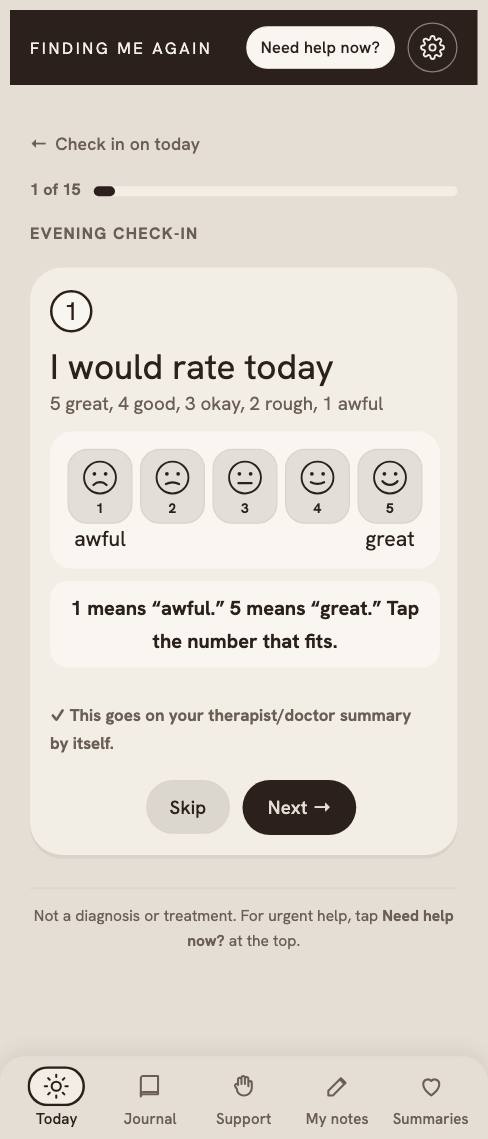 FINDING ME AGAIN
Need help now?
← Check in on today
1 of 15
EVENING CHECK-IN
1
I would rate today
5 great, 4 good, 3 okay, 2 rough, 1 awful
1 2 3 4 5
awful great
1 means “awful.” 5 means “great.” Tap
the number that fits.
✓ This goes on your therapist/doctor summary
by itself.
Skip
Next →
Not a diagnosis or treatment. For urgent help, tap Need help
now? at the top.
Today Journal Support My notes Summaries